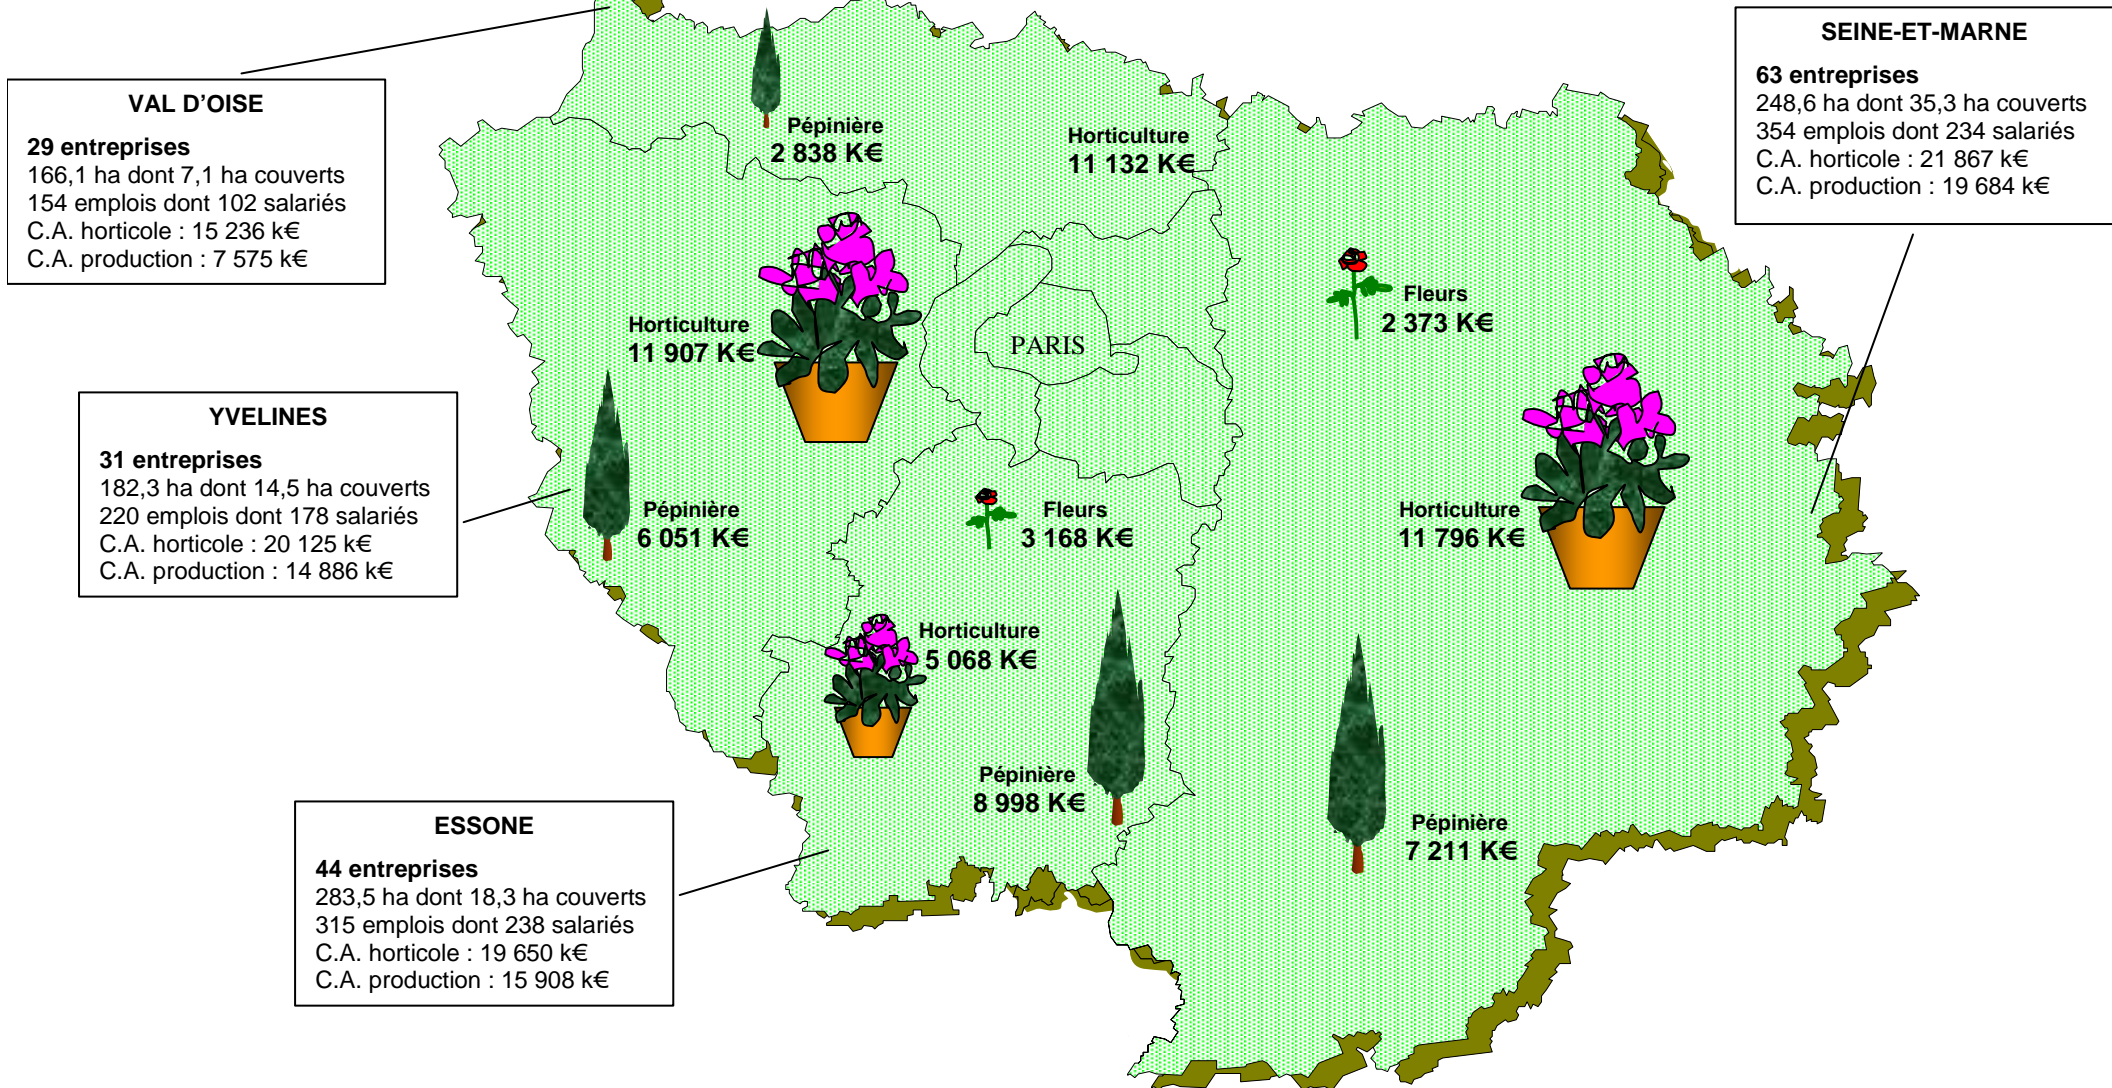 VAL D'OISE
29 entreprises
166,1 ha dont 7,1 ha couverts
154 emplois dont 102 salariés
C.A. horticole : 15 236 k€
C.A. production : 7 575 k€
SEINE-ET-MARNE
63 entreprises
248,6 ha dont 35,3 ha couverts
354 emplois dont 234 salariés
C.A. horticole : 21 867 k€
C.A. production : 19 684 k€
Pépinière
2 838 K€
Horticulture
11 132 K€
Horticulture
11 907 K€
PARIS
Fleurs
2 373 K€
YVELINES
31 entreprises
182,3 ha dont 14,5 ha couverts
220 emplois dont 178 salariés
C.A. horticole : 20 125 k€
C.A. production : 14 886 k€
Pépinière
6 051 K€
Fleurs
3 168 K€
Horticulture
11 796 K€
Horticulture
5 068 K€
Pépinière
8 998 K€
Pépinière
7 211 K€
ESSONE
44 entreprises
283,5 ha dont 18,3 ha couverts
315 emplois dont 238 salariés
C.A. horticole : 19 650 k€
C.A. production : 15 908 k€